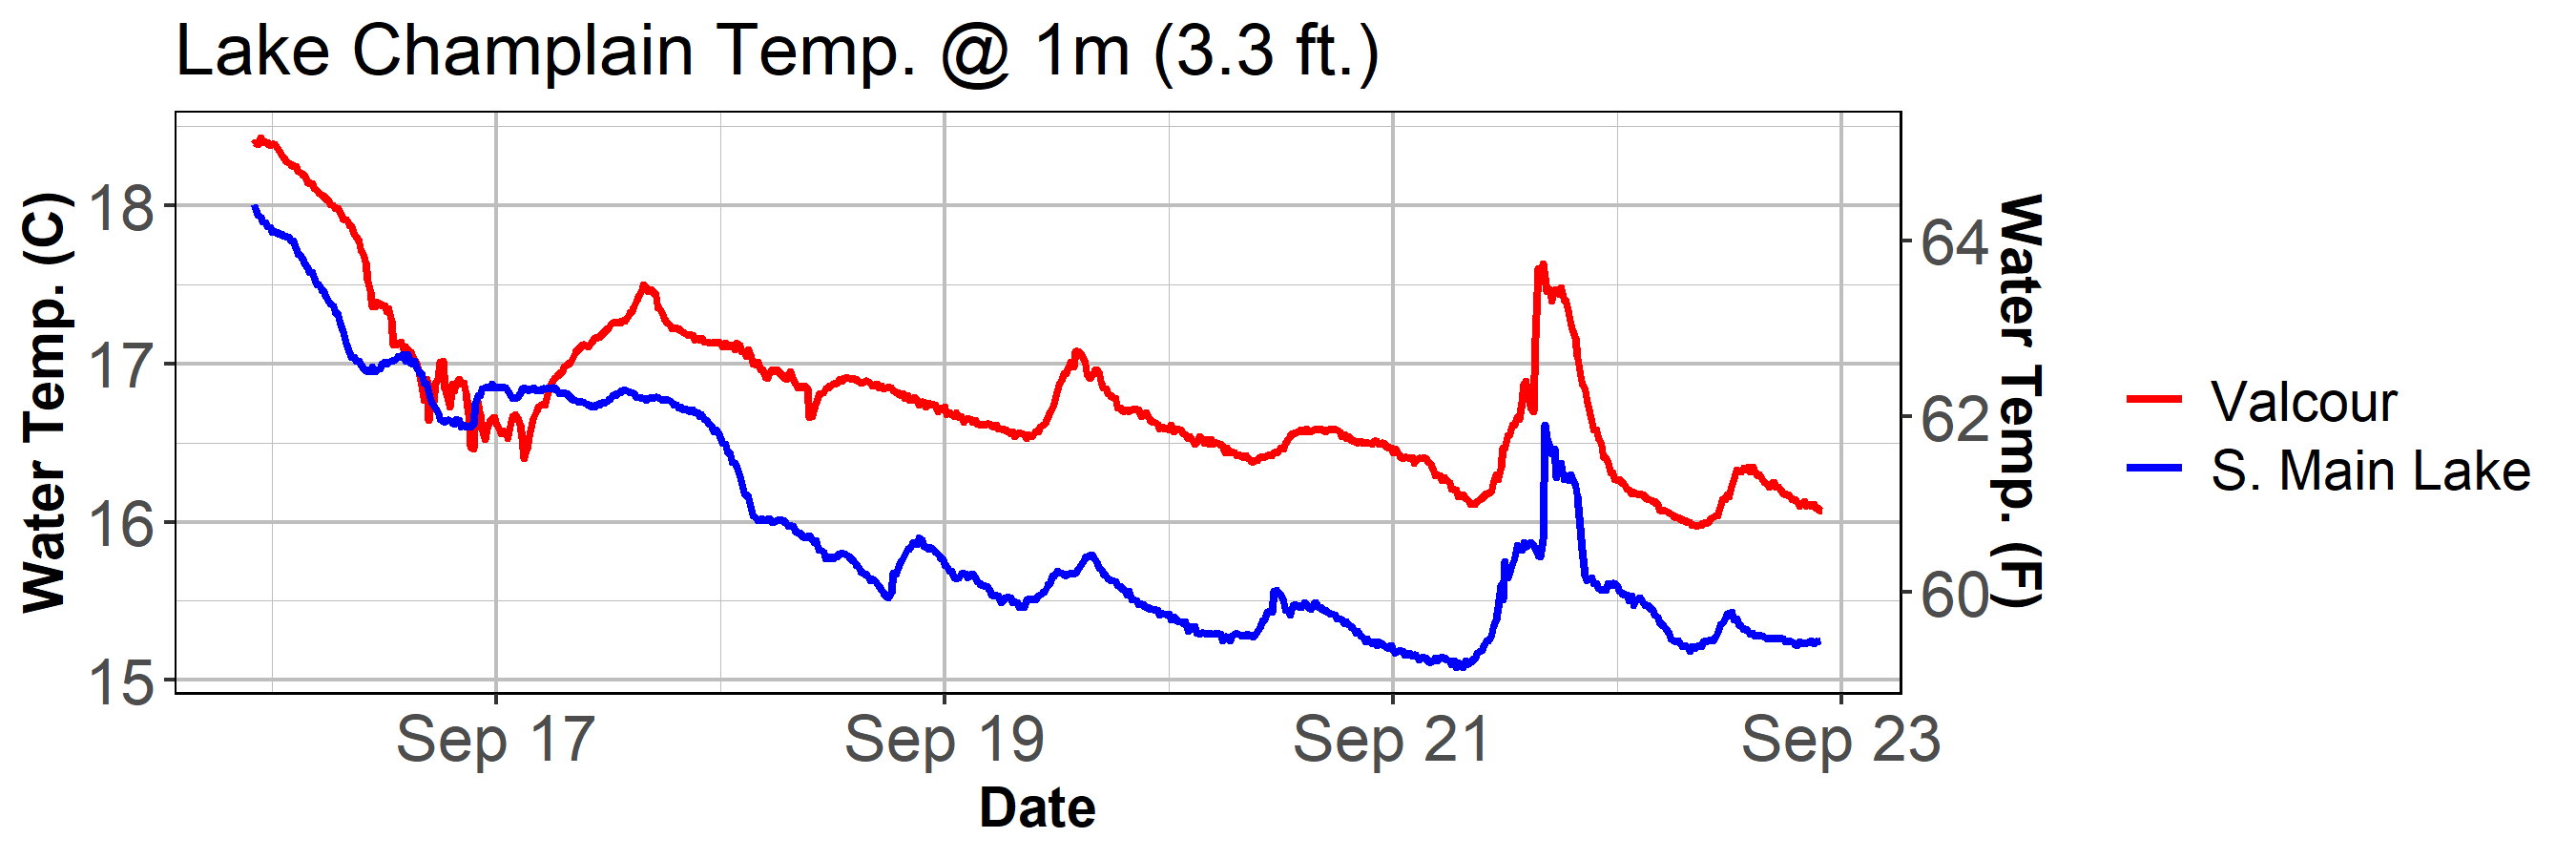 Lake Champlain Temp. @ 1m (3.3 ft.)
Water Temp. (C)
18
17
16
15
64
62
60
Water Temp. (F)
Sep 17
Sep 19
Sep 21
Sep 23
Date
Valcour
S. Main Lake